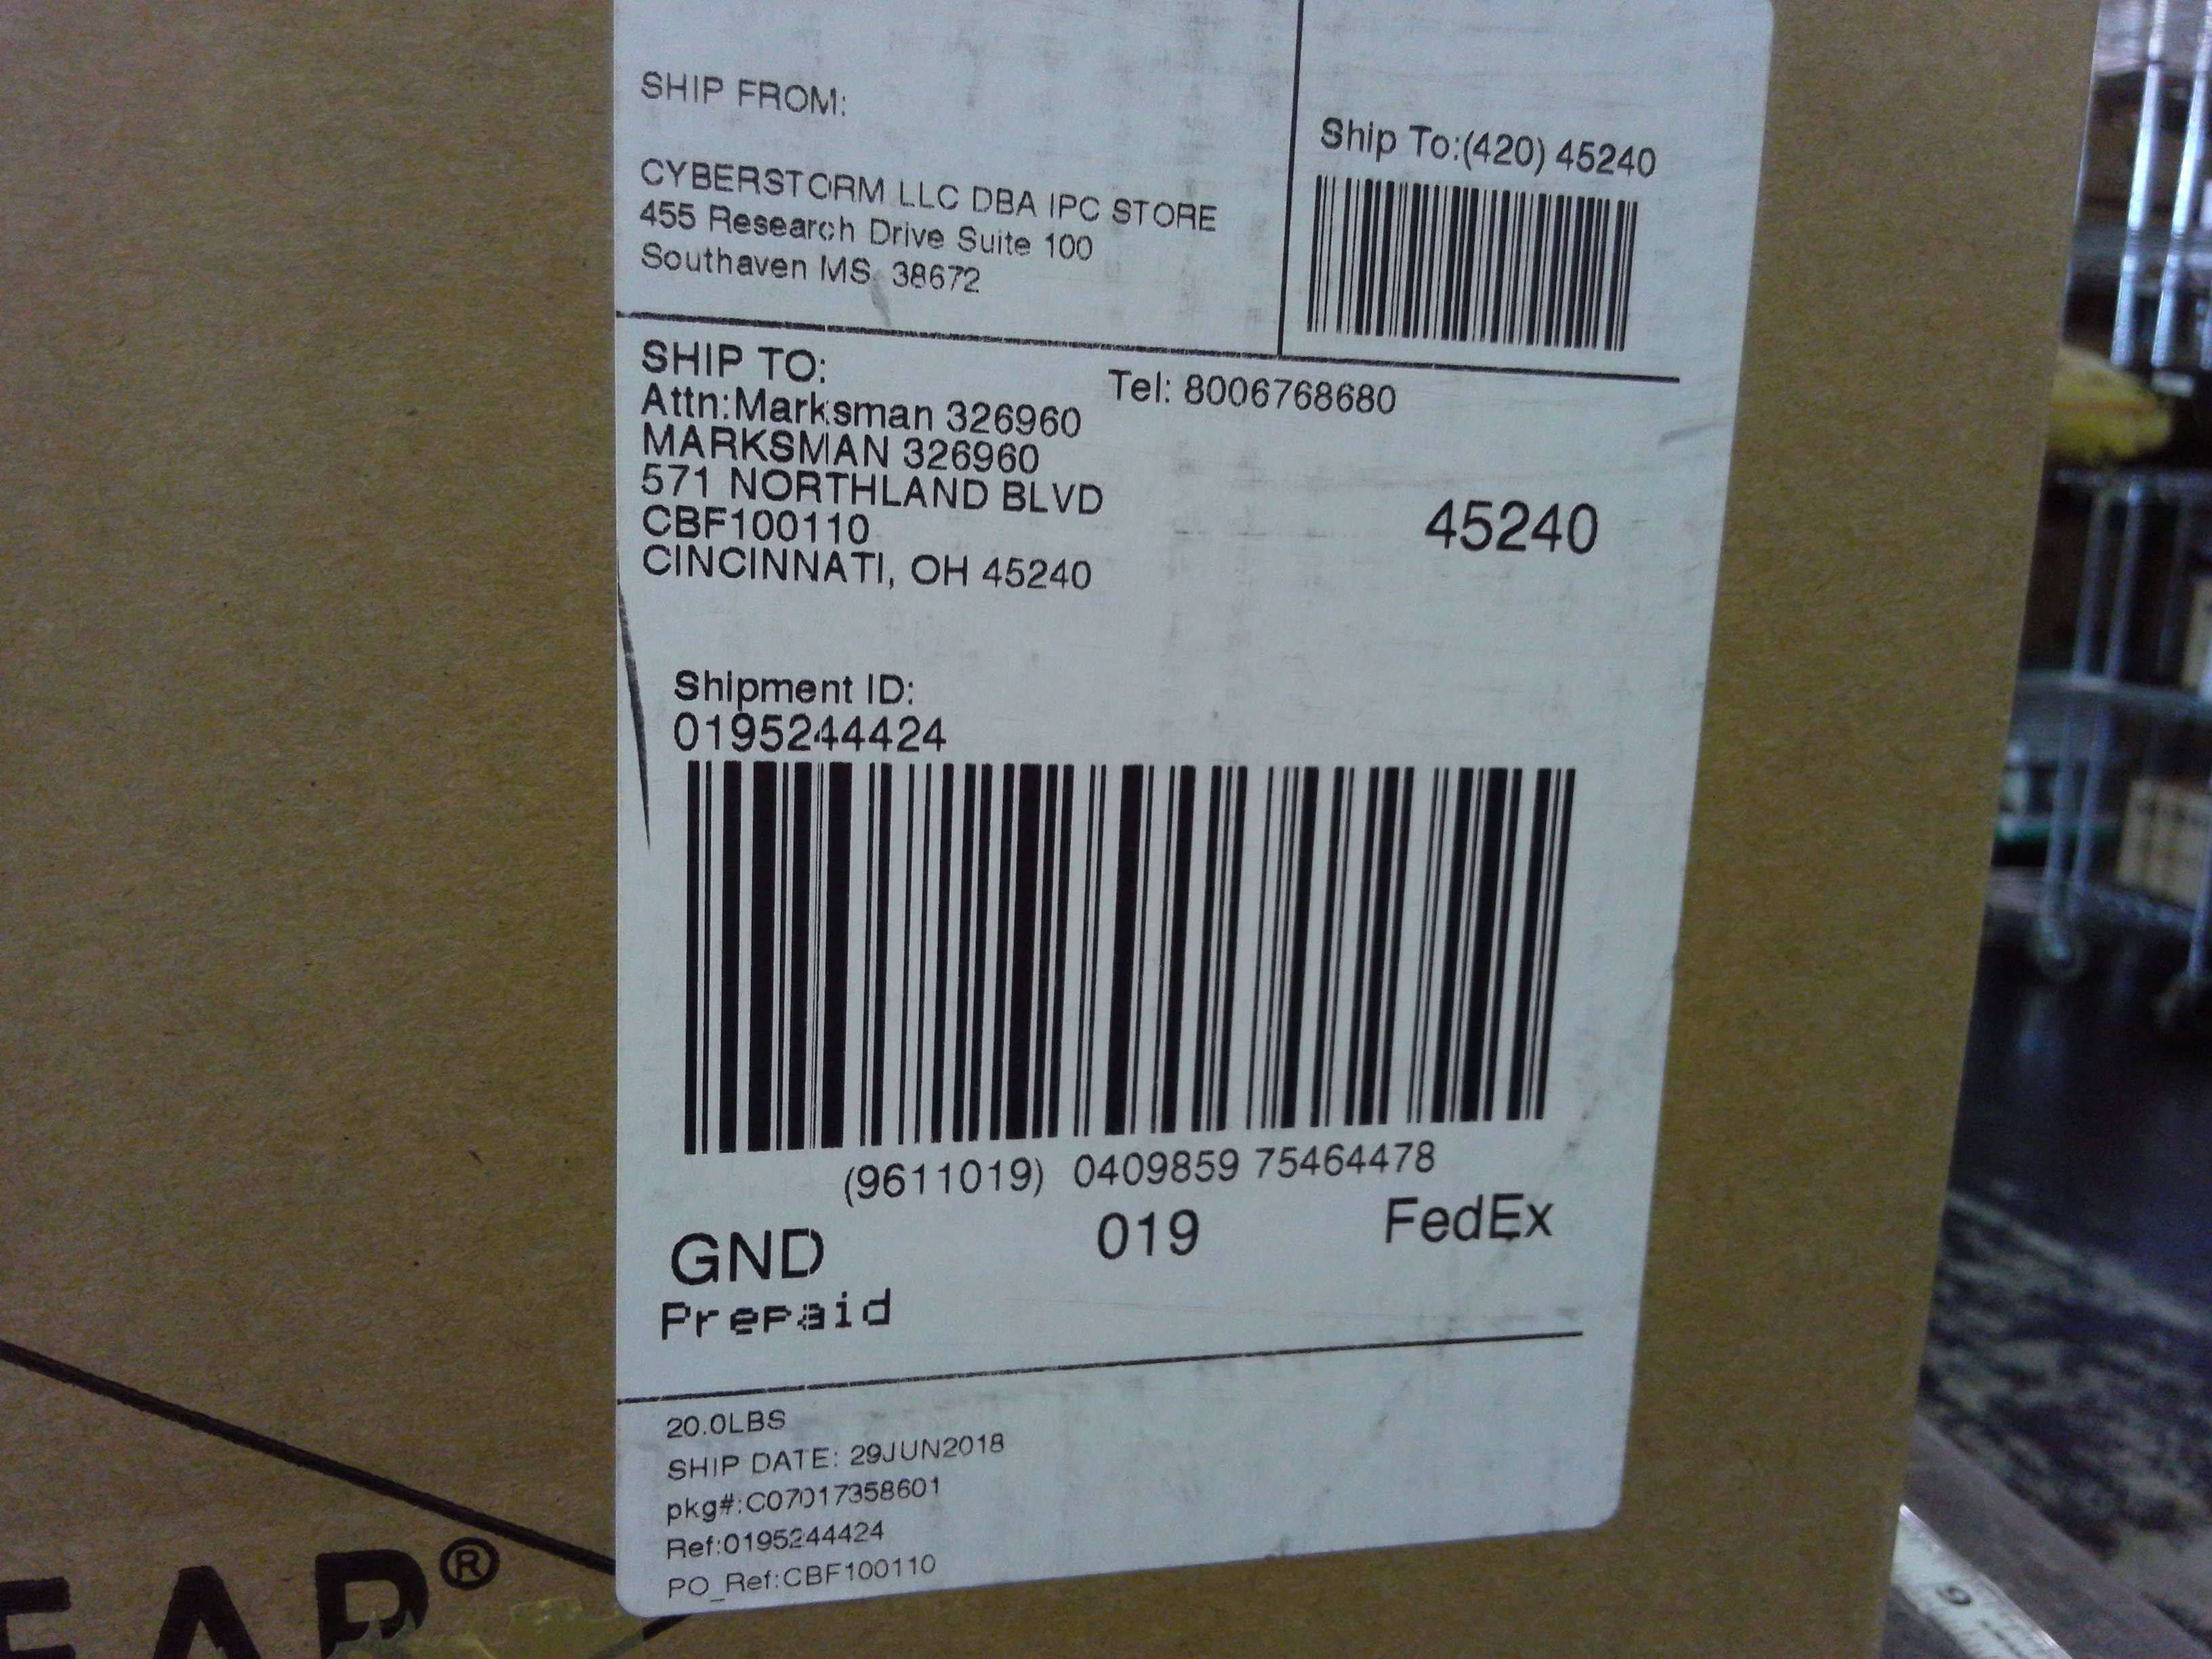 SHIP FROM:
CYBERSTORM LLC DBA IPC STORE
455 Research Drive Suite 100
Southaven MS 38672
Ship To:(420) 45240
SHIP TO:
Tel: 8006768680
Attn:Marksman 326960
MARKSMAN 326960
571 NORTHLAND BLVD
CBF100110
CINCINNATI, OH 45240
45240
Shipment ID:
0195244424
(9611019) 0409859 75464478
GND
019
FedEx
Prepaid
20.0LBS
SHIP DATE: 29JUN2018
pkg#:C07017358601
Ref:0195244424
PO_Ref:CBF100110
EAR®
9